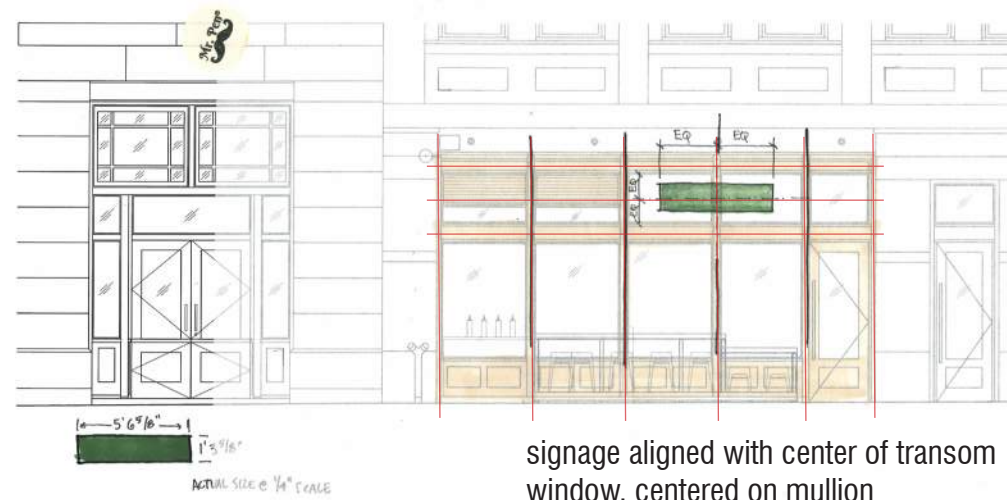 Mr. Pen®
EQ EQ
EQ
EQ
5' 6 5/8"
1' 3 5/8"
ACTUAL SIZE @ 1/4" SCALE
signage aligned with center of transom
window, centered on mullion